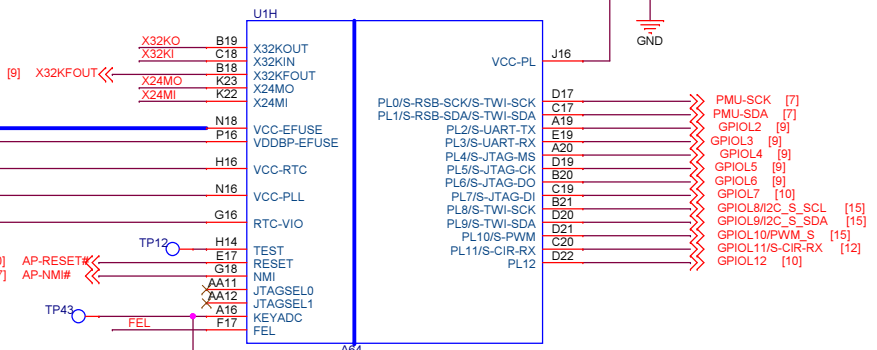 U1H
GND
X32KO B19 X32KOUT
X32KI C18 X32KIN
[9] X32KFOUT B18 X32KFOUT
X24MO K23 X24MO
X24MI K22 X24MI
N18 VCC-EFUSE
P16 VDDBP-EFUSE
H16 VCC-RTC
N16 VCC-PLL
G16 RTC-VIO
TP12 H14 TEST
] AP-RESET# E17 RESET
] AP-NMI# G18 NMI
AA11 JTAGSEL0
AA12 JTAGSEL1
TP43 A16 KEYADC
FEL F17 FEL
VCC-PL J16
PL0/S-RSB-SCK/S-TWI-SCK D17 PMU-SCK [7]
PL1/S-RSB-SDA/S-TWI-SDA C17 PMU-SDA [7]
PL2/S-UART-TX A19 GPIOL2 [9]
PL3/S-UART-RX E19 GPIOL3 [9]
PL4/S-JTAG-MS A20 GPIOL4 [9]
PL5/S-JTAG-CK D19 GPIOL5 [9]
PL6/S-JTAG-DO B20 GPIOL6 [9]
PL7/S-JTAG-DI C19 GPIOL7 [10]
PL8/S-TWI-SCK B21 GPIOL8/I2C_S_SCL [15]
PL9/S-TWI-SDA D20 GPIOL9/I2C_S_SDA [15]
PL10/S-PWM D21 GPIOL10/PWM_S [15]
PL11/S-CIR-RX C20 GPIOL11/S-CIR-RX [12]
PL12 D22 GPIOL12 [10]
A64